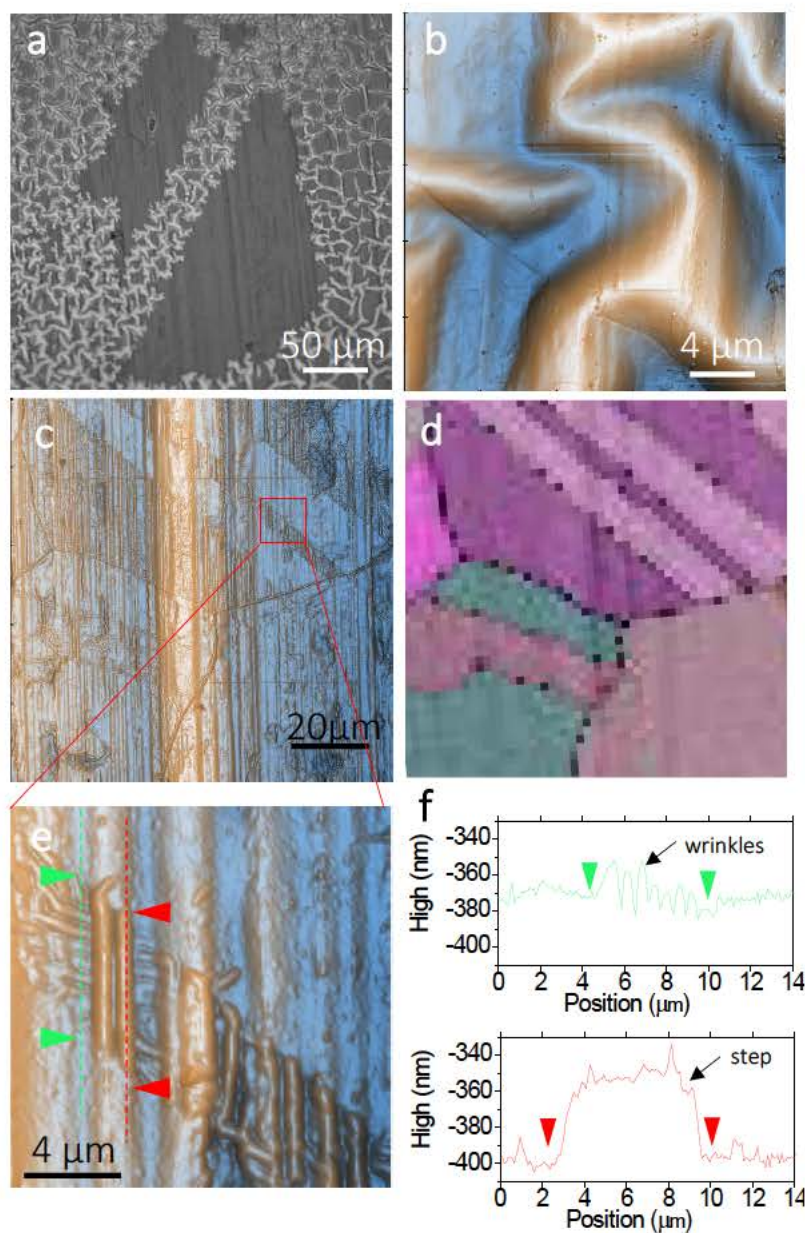 a
50 μm
b
4 μm
c
20μm
d
e
4 μm
f
-340
-360
-380
-400
High (nm)
wrinkles
0 2 4 6 8 10 12 14
Position (μm)
-340
-360
-380
-400
High (nm)
step
0 2 4 6 8 10 12 14
Position (μm)